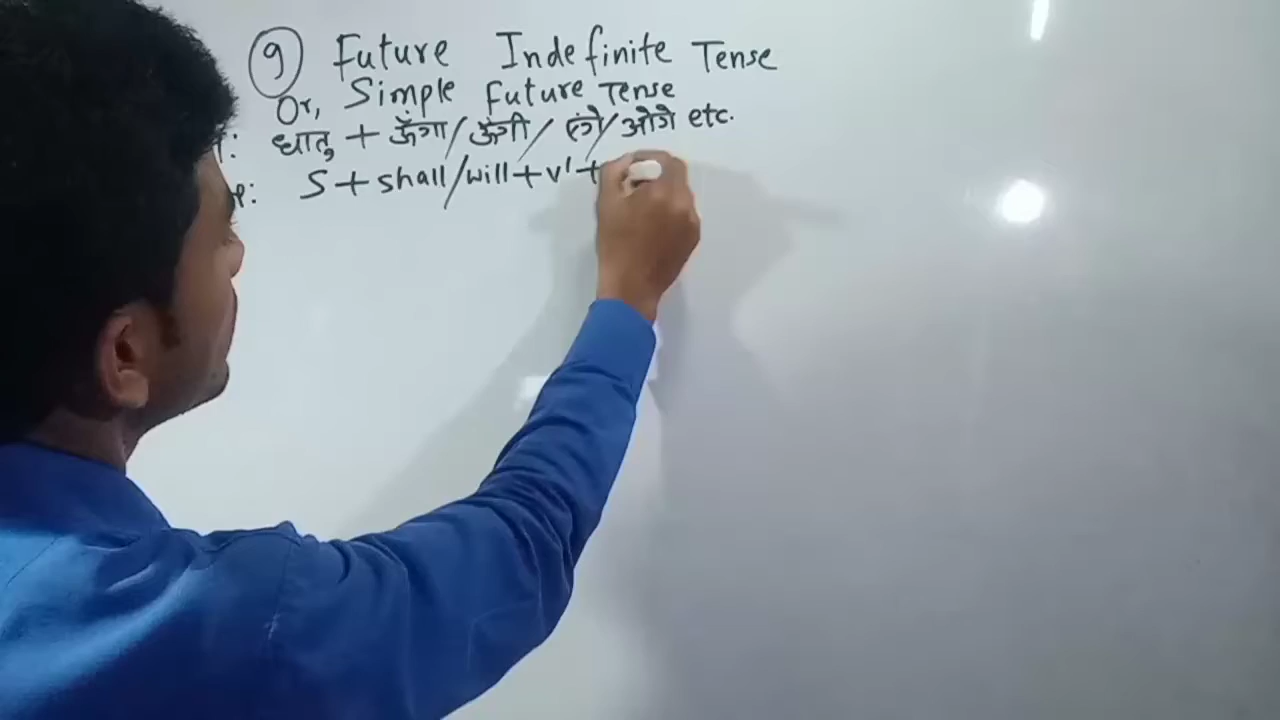 9 Future Indefinite Tense
Or, Simple Future Tense
: धातु + ऊँगा / ऊँगी / एंगे / ओगे etc.
: S + shall / will + v1 +